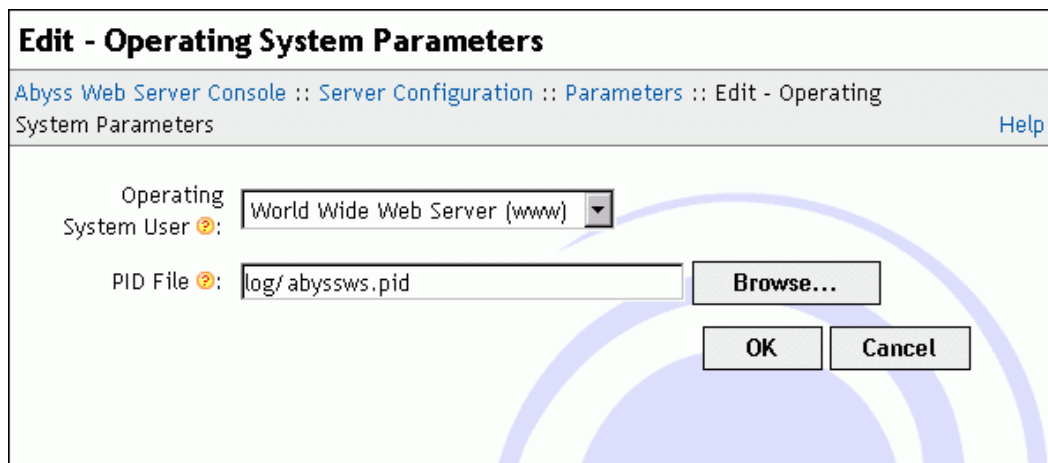 Edit - Operating System Parameters
Abyss Web Server Console :: Server Configuration :: Parameters :: Edit - Operating
System Parameters
Help
Operating
System User ?:
World Wide Web Server (www)
PID File ?:
log/abyssws.pid
Browse...
OK
Cancel